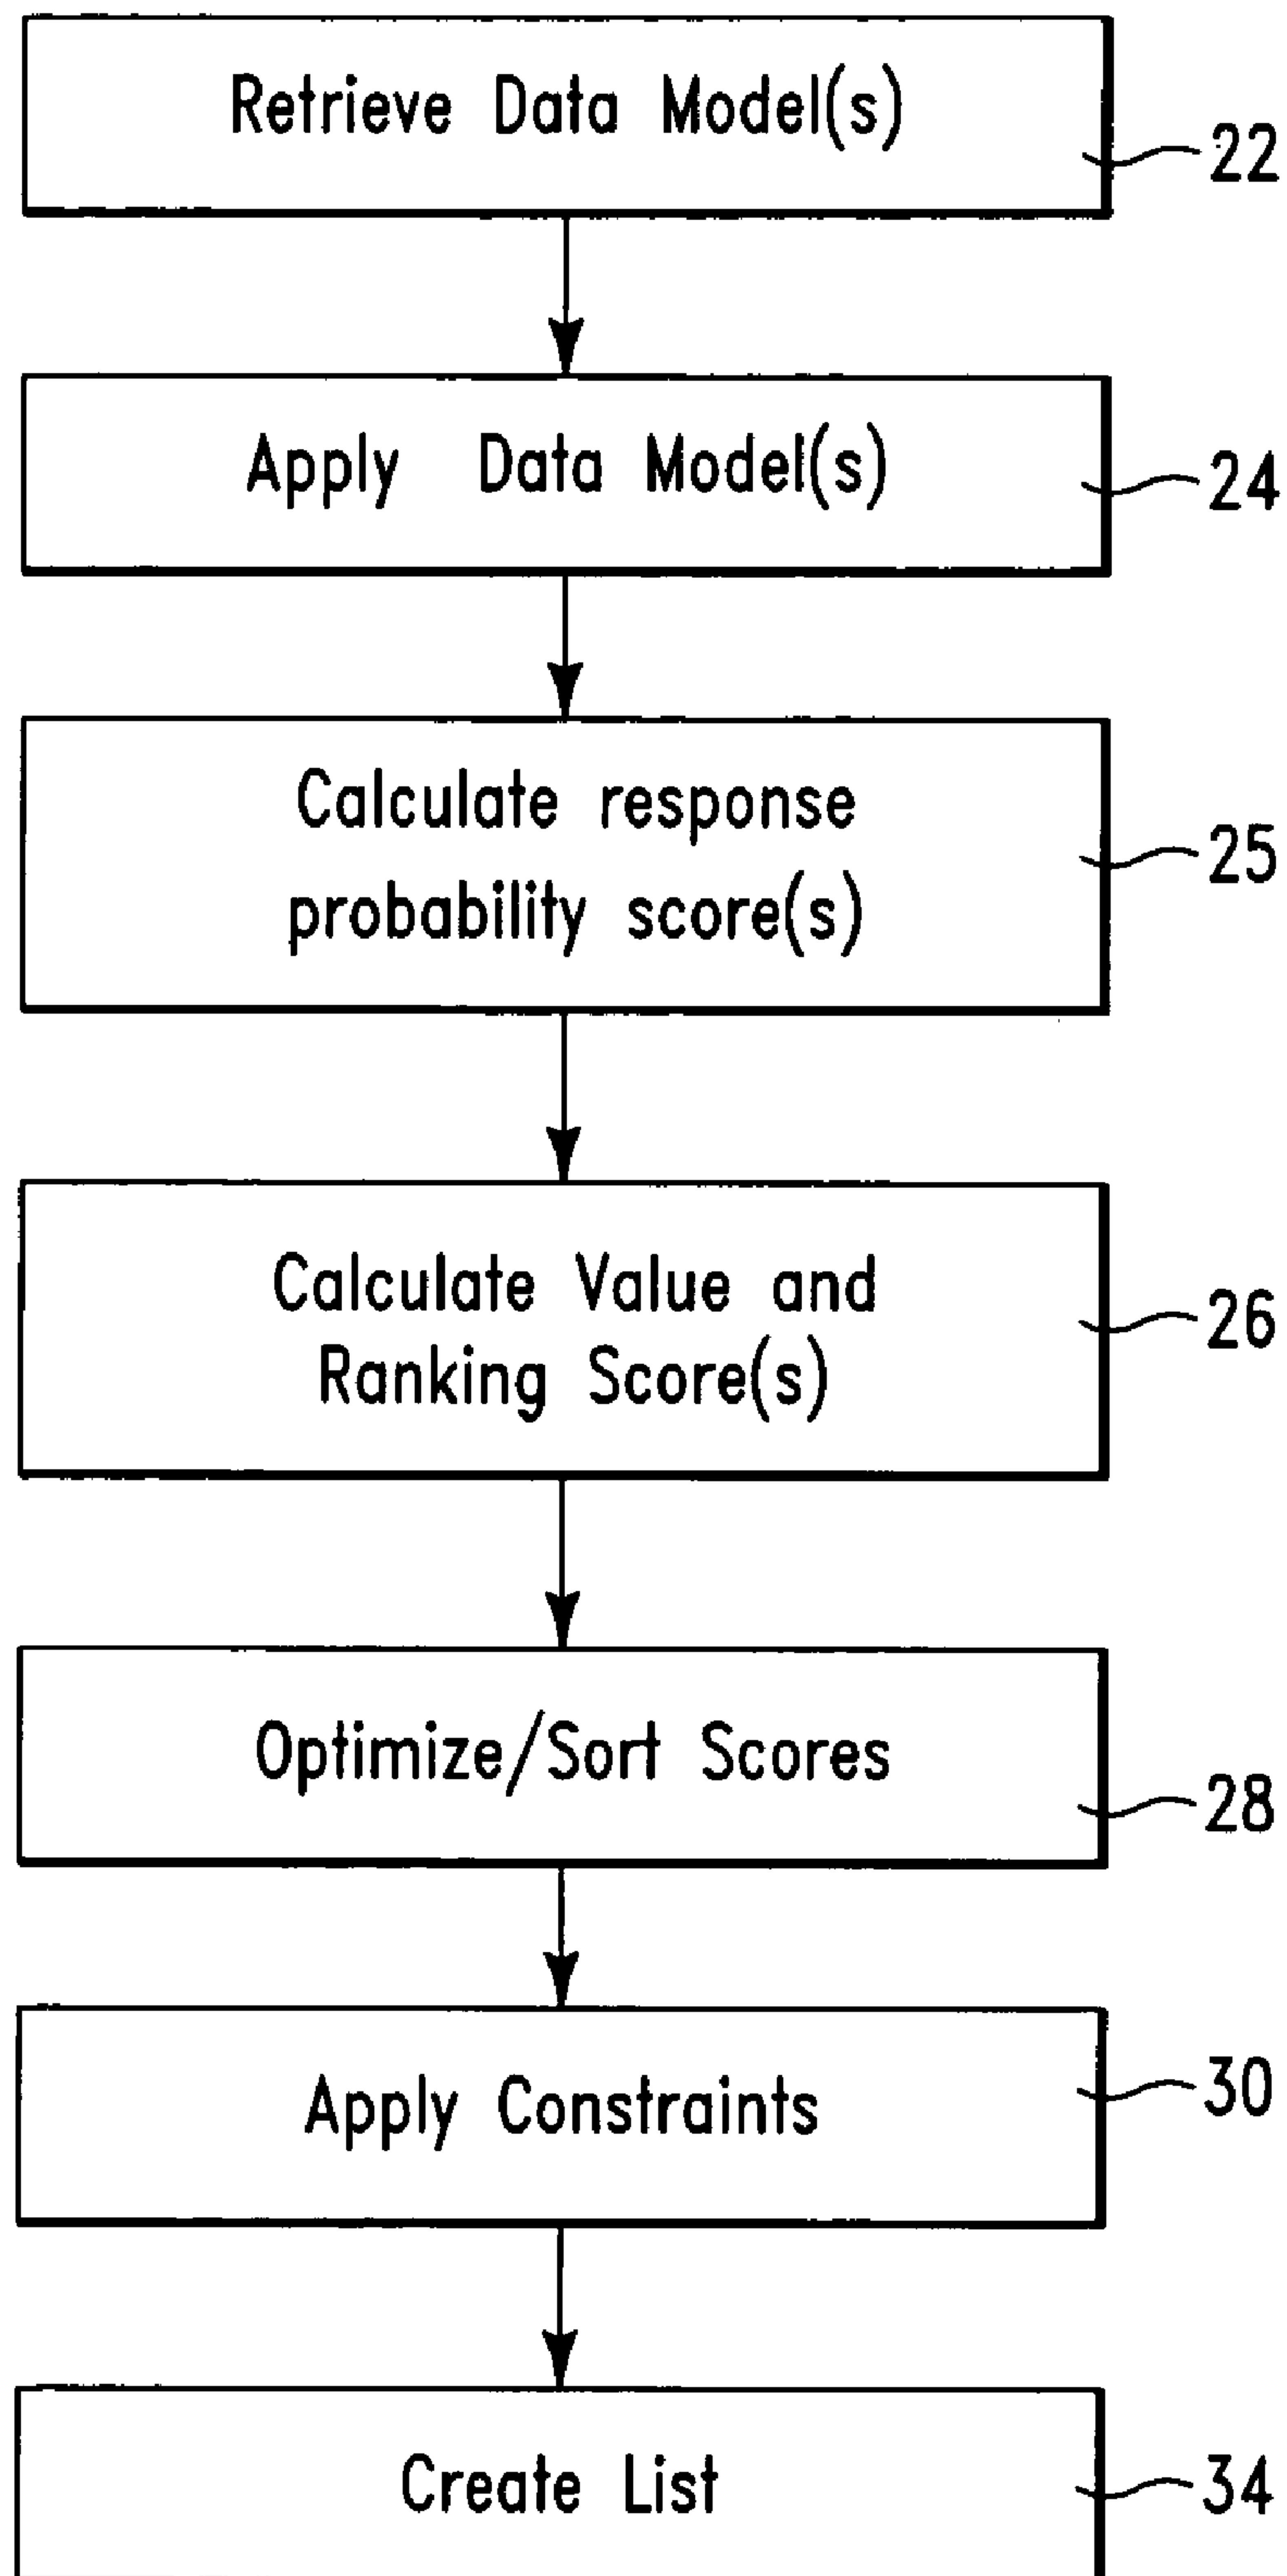 Retrieve Data Model(s)
22
Apply Data Model(s)
24
Calculate response
probability score(s)
25
Calculate Value and
Ranking Score(s)
26
Optimize/Sort Scores
28
Apply Constraints
30
Create List
34